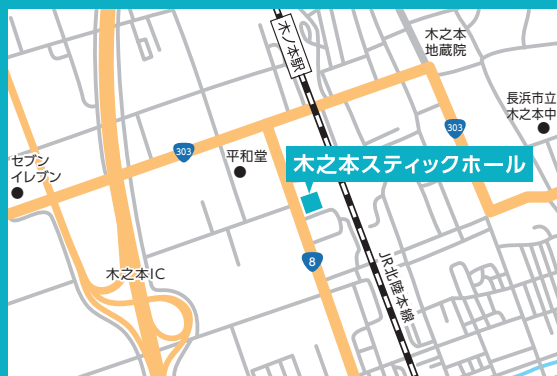 木ノ本駅
木之本
地蔵院
長浜市立
木之本中
303
303
セブン
イレブン
平和堂
木之本スティックホール
8
木之本IC
JR北陸本線